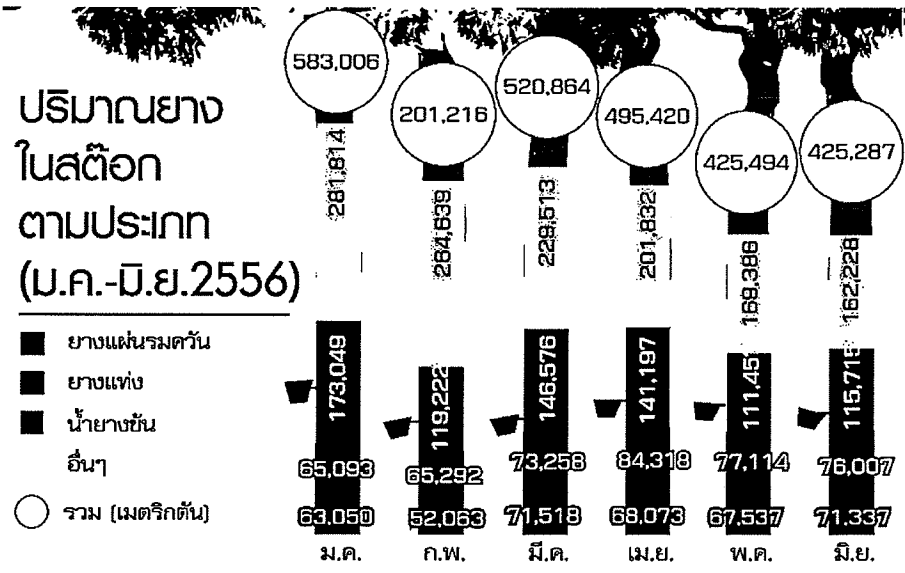 ปริมาณยาง
ในสต๊อก
ตามประเภท
(ม.ค.-มิ.ย.2556)
ยางแผ่นรมควัน
ยางแท่ง
น้ำยางข้น
อื่นๆ
รวม (เมตริกตัน)
583,006 201,216 520,864 495,420 425,494 425,287
281,814 264,639 229,513 201,832 169,386 162,228
173,049 119,222 146,576 141,197 111,451 115,715
65,093 65,292 73,258 84,318 77,114 76,007
63,050 52,063 71,518 68,073 67,537 71,337
ม.ค. ก.พ. มี.ค. เม.ย. พ.ค. มิ.ย.